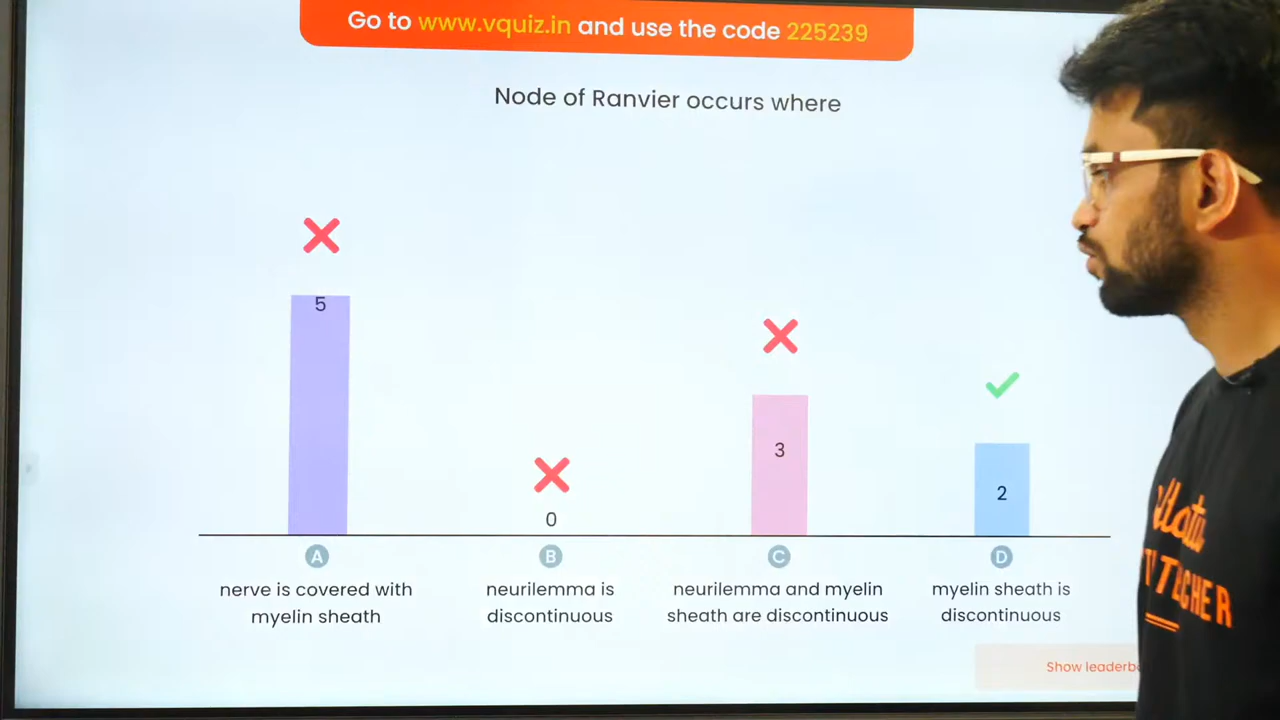 Go to www.vquiz.in and use the code 225239
Node of Ranvier occurs where
5
0
3
2
A
B
C
D
nerve is covered with
myelin sheath
neurilemma is
discontinuous
neurilemma and myelin
sheath are discontinuous
myelin sheath is
discontinuous
Show